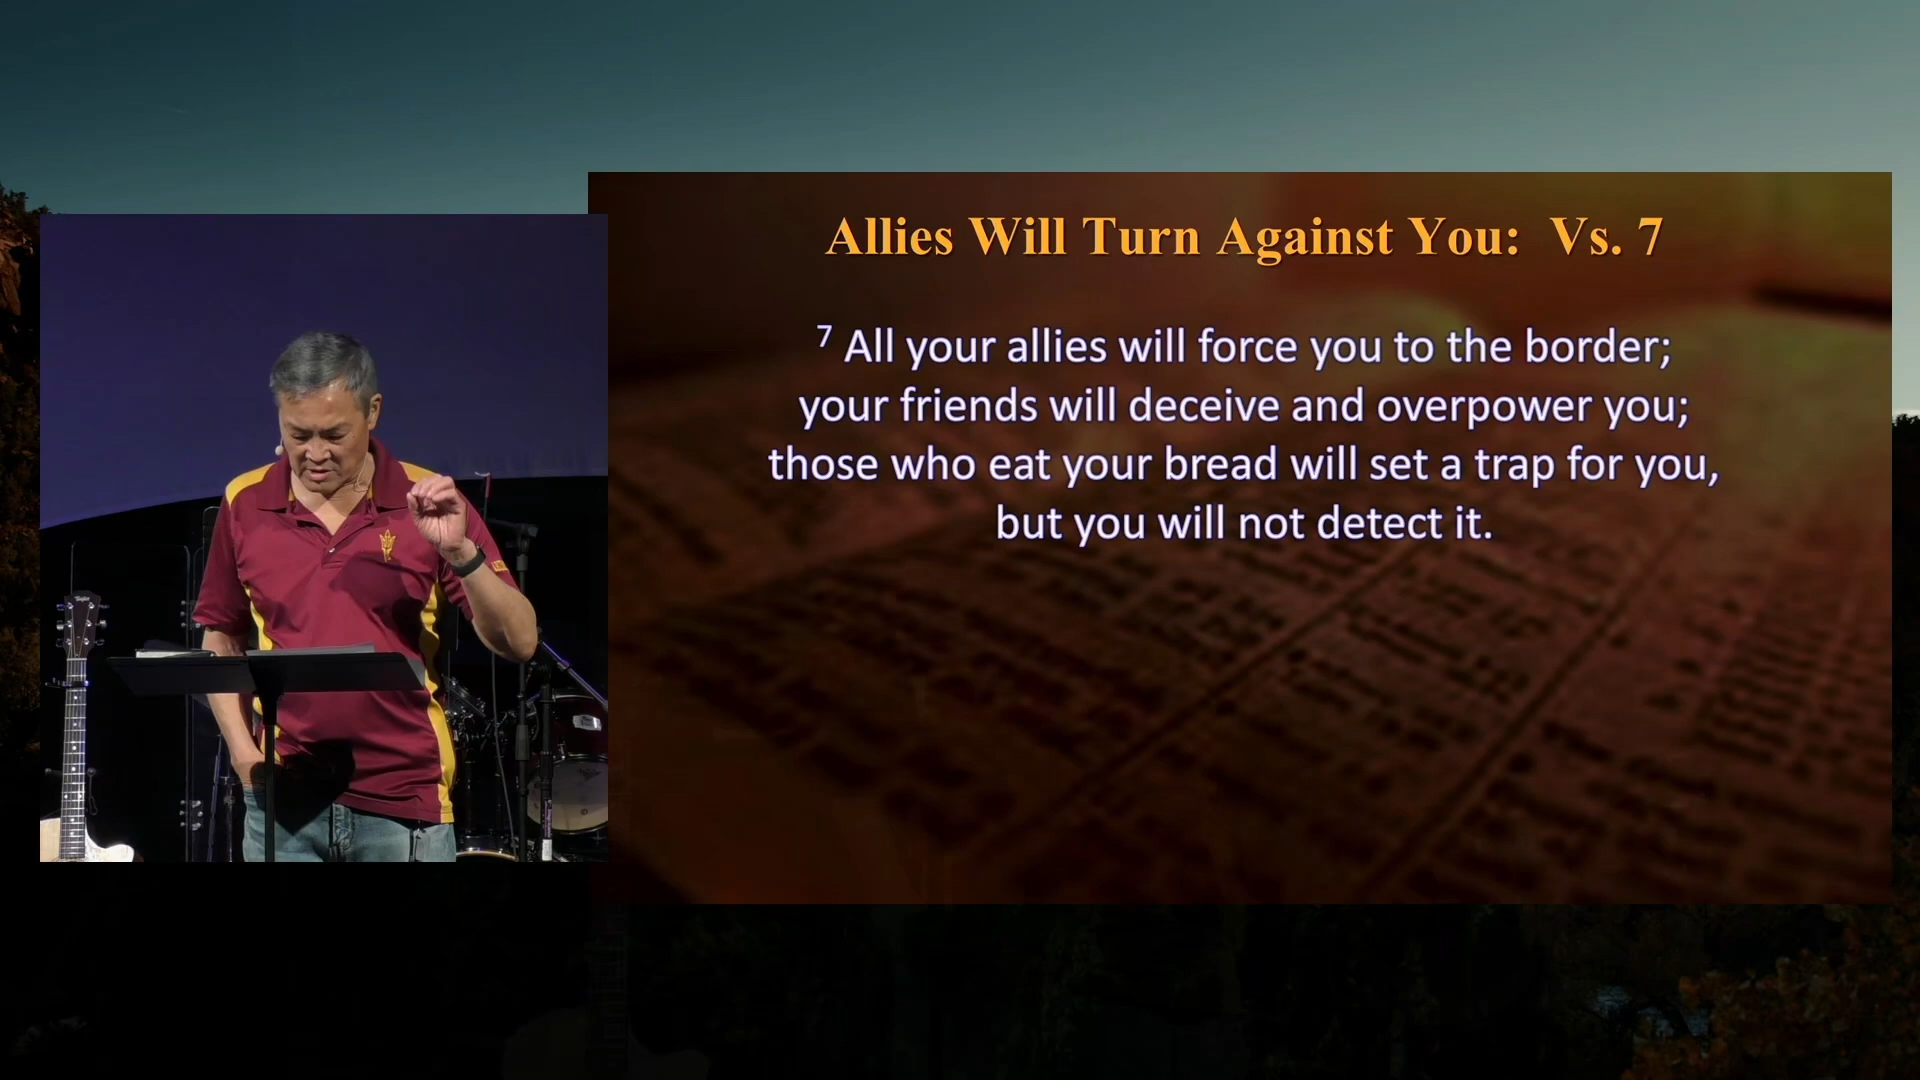 Allies Will Turn Against You: Vs. 7
7 All your allies will force you to the border;
your friends will deceive and overpower you;
those who eat your bread will set a trap for you,
but you will not detect it.